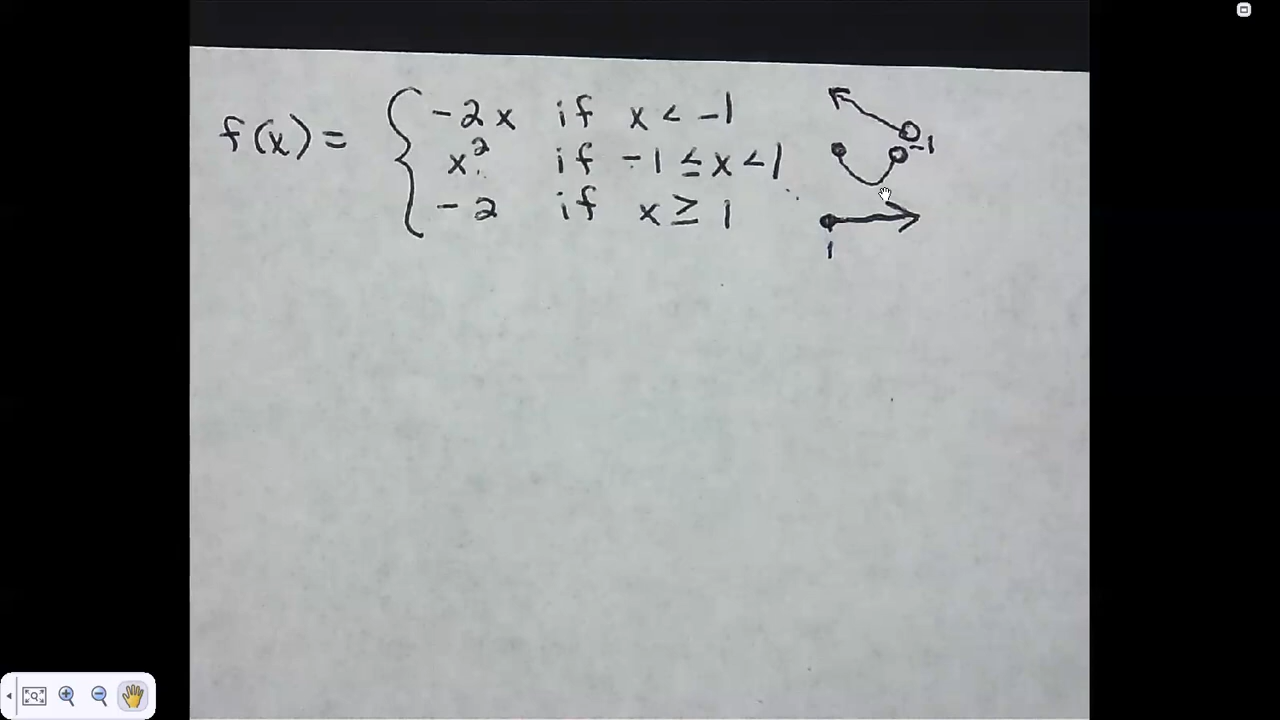 f(x) = { -2x if x < -1
x² if -1 ≤ x < 1
-2 if x ≥ 1
-1
1